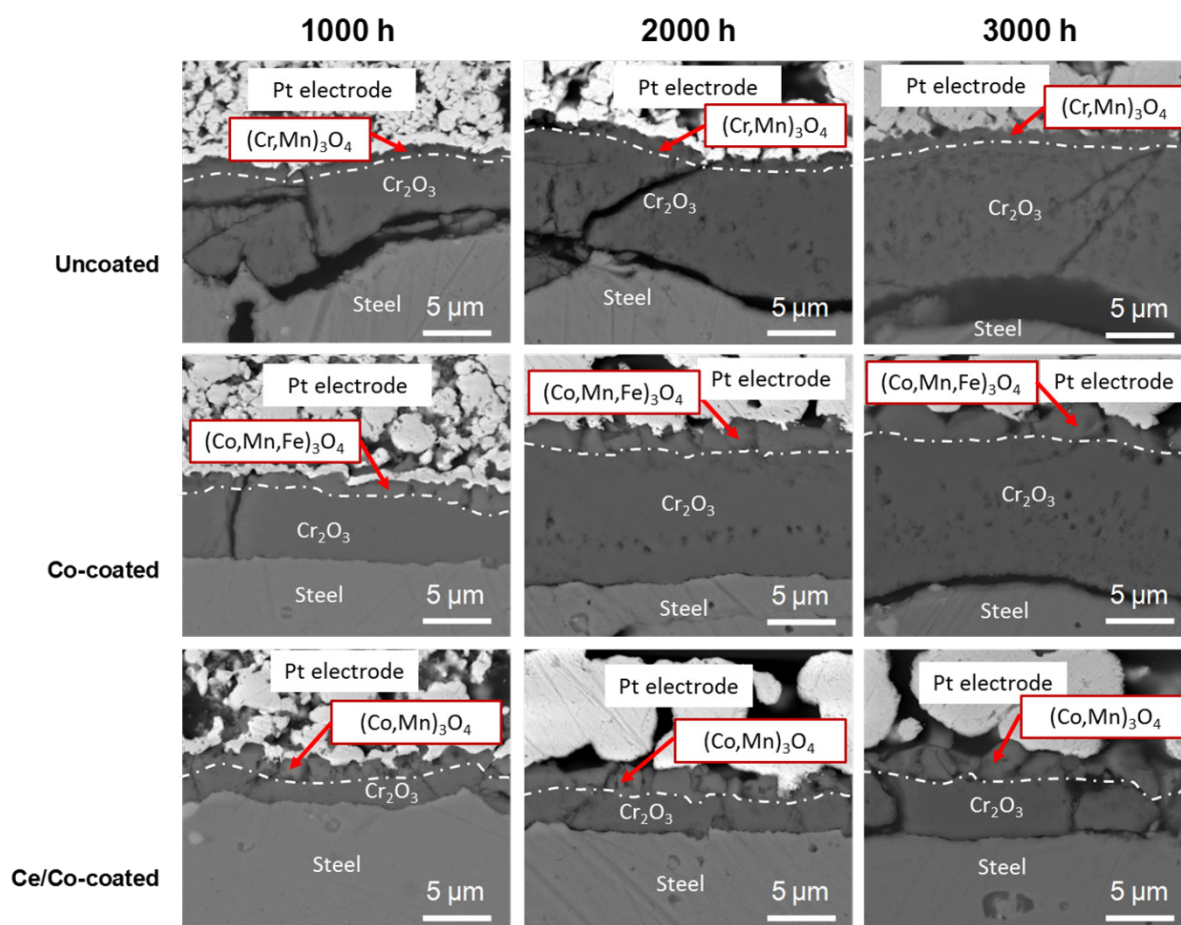 1000 h 2000 h 3000 h
Pt electrode Pt electrode Pt electrode
(Cr,Mn)₃O₄ (Cr,Mn)₃O₄ (Cr,Mn)₃O₄
Cr₂O₃ Cr₂O₃ Cr₂O₃
Uncoated
Steel Steel Steel
5 µm 5 µm 5 µm
Pt electrode Pt electrode Pt electrode
(Co,Mn,Fe)₃O₄ (Co,Mn,Fe)₃O₄ (Co,Mn,Fe)₃O₄
Cr₂O₃ Cr₂O₃ Cr₂O₃
Co-coated
Steel Steel Steel
5 µm 5 µm 5 µm
Pt electrode Pt electrode Pt electrode
(Co,Mn)₃O₄ (Co,Mn)₃O₄ (Co,Mn)₃O₄
Cr₂O₃ Cr₂O₃ Cr₂O₃
Steel Steel Steel
Ce/Co-coated
5 µm 5 µm 5 µm